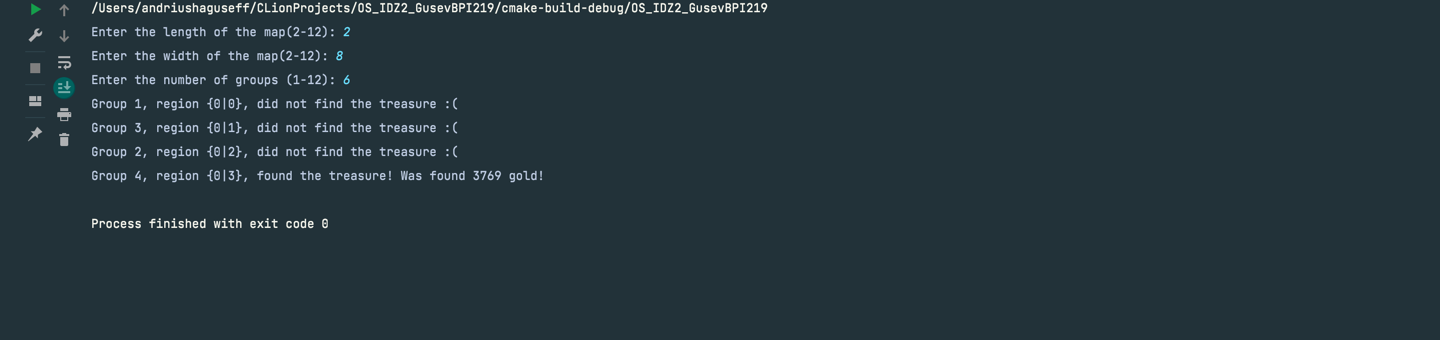 /Users/andriushaguseff/CLionProjects/OS_IDZ2_GusevBPI219/cmake-build-debug/OS_IDZ2_GusevBPI219
Enter the length of the map(2-12): 2
Enter the width of the map(2-12): 8
Enter the number of groups (1-12): 6
Group 1, region {0|0}, did not find the treasure :(
Group 3, region {0|1}, did not find the treasure :(
Group 2, region {0|2}, did not find the treasure :(
Group 4, region {0|3}, found the treasure! Was found 3769 gold!
Process finished with exit code 0